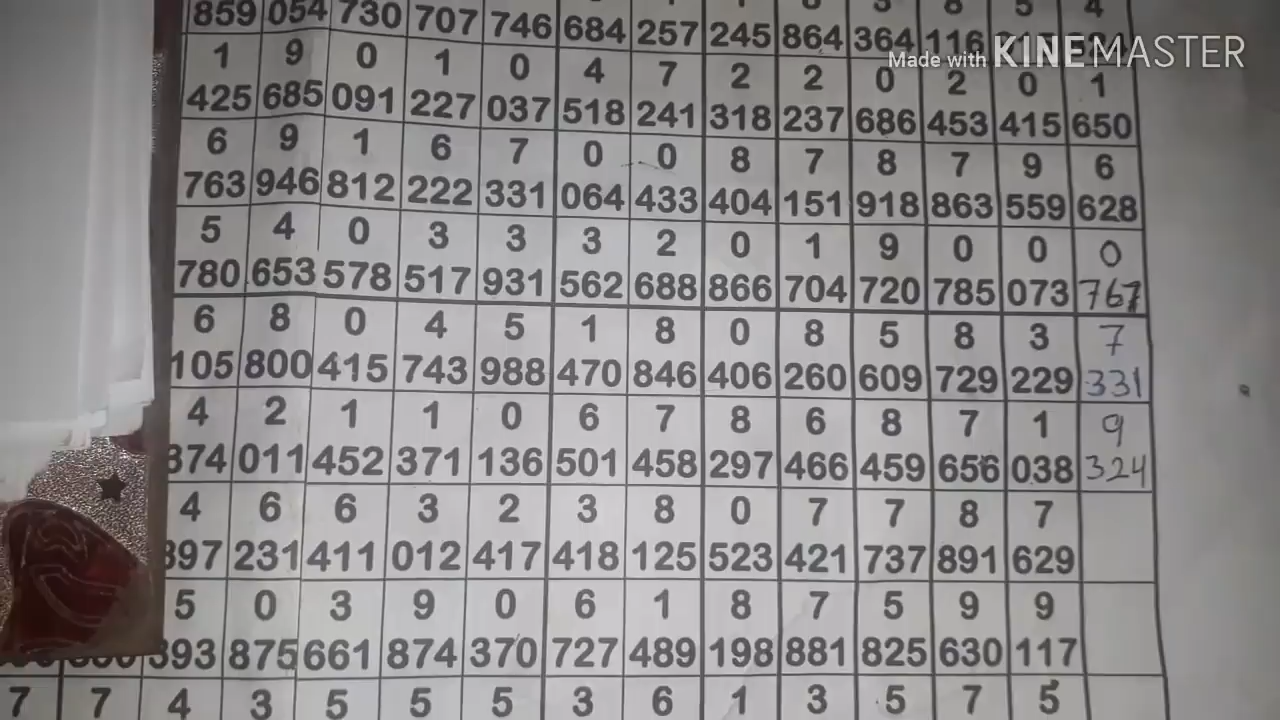 859 054 730 707 746 684 257 245 864 364 116
Made with KINEMASTER
1 9 0 1 0 4 7 2 2 0 2 0 1
425 685 091 227 037 518 241 318 237 686 453 415 650
6 9 1 6 7 0 0 8 7 8 7 9 6
763 946 812 222 331 064 433 404 151 918 863 559 628
5 4 0 3 3 3 2 0 1 9 0 0 0
780 653 578 517 931 562 688 866 704 720 785 073 767
6 8 0 4 5 1 8 0 8 5 8 3 7
105 800 415 743 988 470 846 406 260 609 729 229 331
4 2 1 1 0 6 7 8 6 8 7 1 9
374 011 452 371 136 501 458 297 466 459 656 038 324
4 6 6 3 2 3 8 0 7 7 8 7
397 231 411 012 417 418 125 523 421 737 891 629
5 0 3 9 0 6 1 8 7 5 9 9
393 875 661 874 370 727 489 198 881 825 630 117
7 7 4 3 5 5 5 3 6 1 3 5 7 5